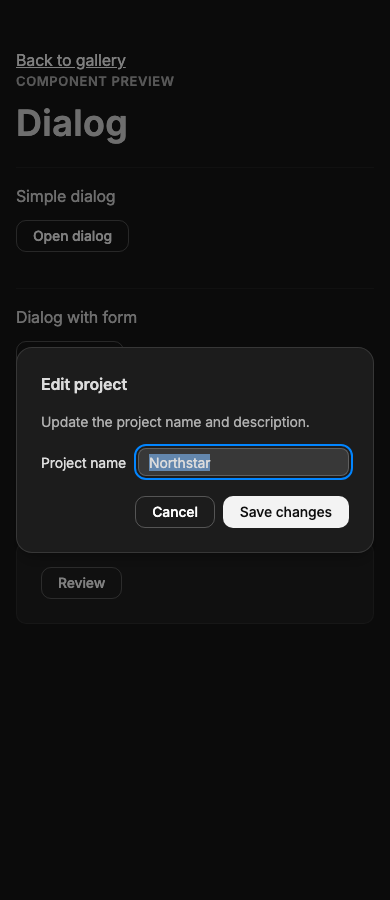 Back to gallery
COMPONENT PREVIEW
Dialog
Simple dialog
Open dialog
Dialog with form
Edit project
Update the project name and description.
Project name Northstar
Cancel Save changes
Review